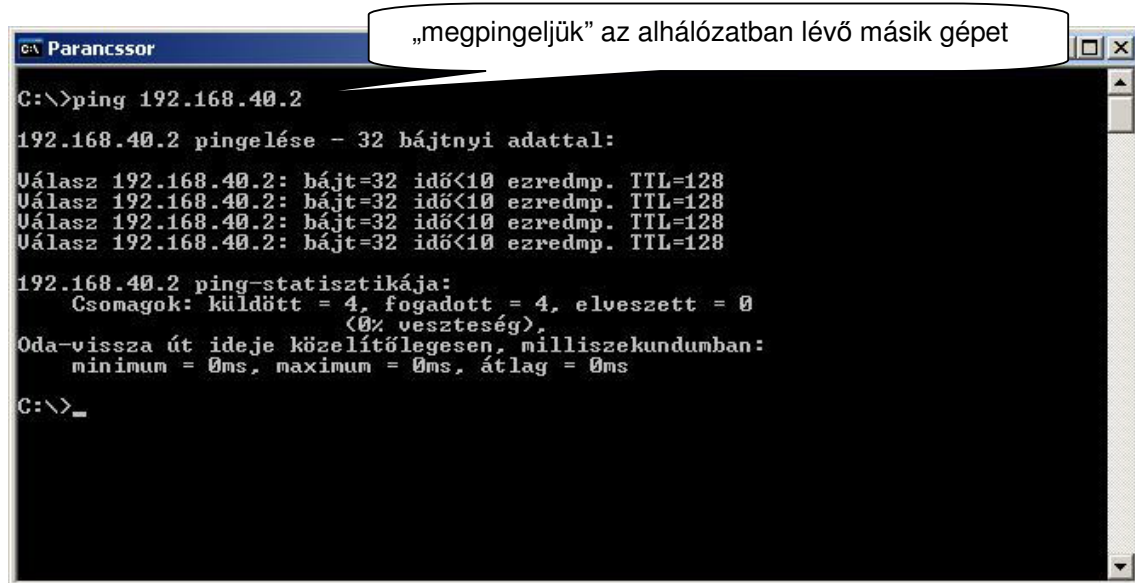 „megpingeljük” az alhálózatban lévő másik gépet
Parancssor
C:\>ping 192.168.40.2
192.168.40.2 pingelése - 32 bájtnyi adattal:
Válasz 192.168.40.2: bájt=32 idő<10 ezredmp. TTL=128
Válasz 192.168.40.2: bájt=32 idő<10 ezredmp. TTL=128
Válasz 192.168.40.2: bájt=32 idő<10 ezredmp. TTL=128
Válasz 192.168.40.2: bájt=32 idő<10 ezredmp. TTL=128
192.168.40.2 ping-statisztikája:
Csomagok: küldött = 4, fogadott = 4, elveszett = 0
(0% veszteség),
Oda-vissza út ideje közelítőlegesen, milliszekundumban:
minimum = 0ms, maximum = 0ms, átlag = 0ms
C:\>_